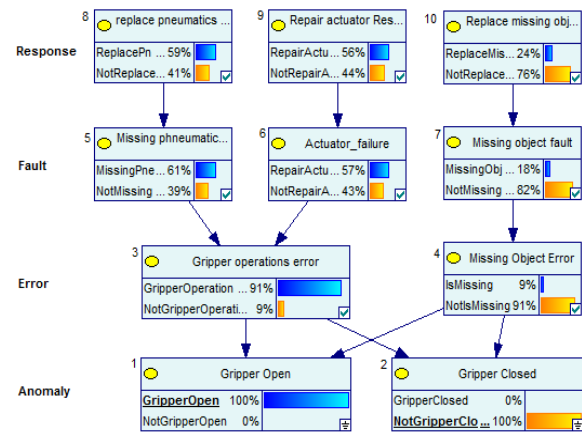 8 replace pneumatics ...
9 Repair actuator Res...
10 Replace missing obj...
Response
ReplacePn ... 59%
NotReplace... 41%
RepairActu ... 56%
NotRepairA... 44%
ReplaceMis... 24%
NotReplace... 76%
5 Missing phneumatic...
6 Actuator_failure
7 Missing object fault
Fault
MissingPne... 61%
NotMissing ... 39%
RepairActu ... 57%
NotRepairA... 43%
MissingObj ... 18%
NotMissing ... 82%
3 Gripper operations error
4 Missing Object Error
Error
GripperOperation ... 91%
NotGripperOperati... 9%
IsMissing 9%
NotIsMissing 91%
1 Gripper Open
2 Gripper Closed
Anomaly
GripperOpen 100%
NotGripperOpen 0%
GripperClosed 0%
NotGripperClo ... 100%